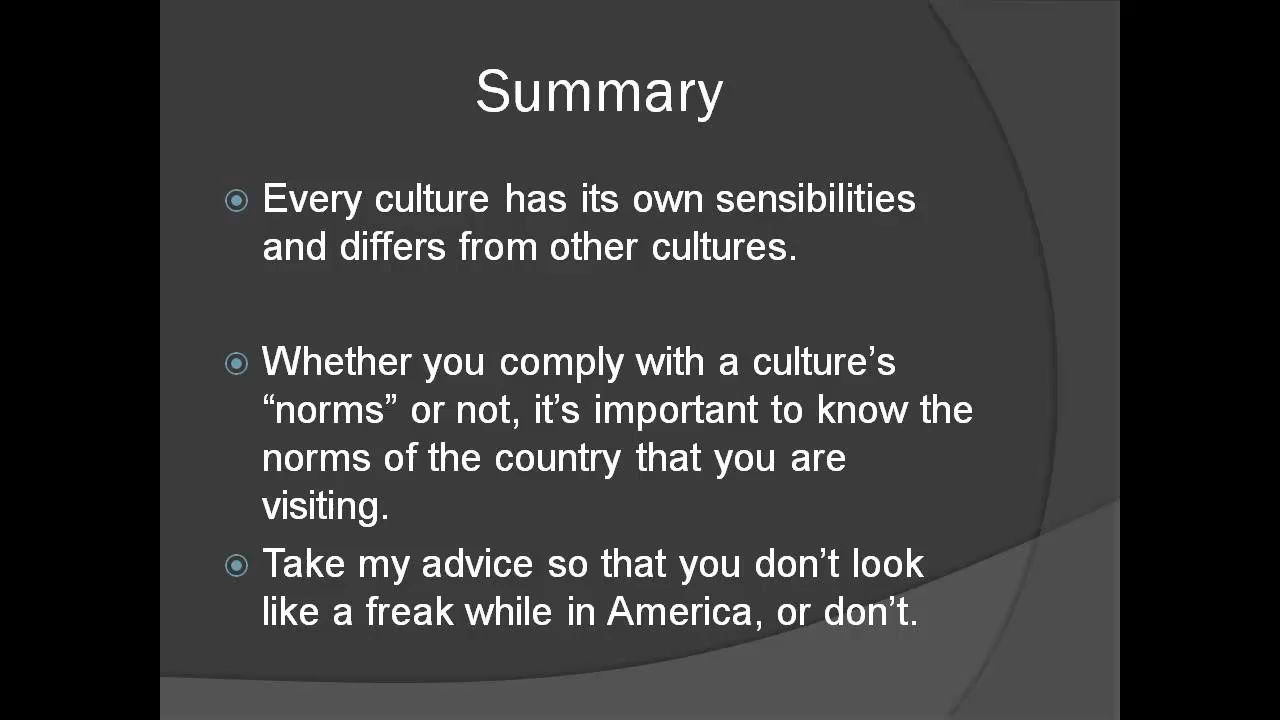 Summary
Every culture has its own sensibilities
and differs from other cultures.
Whether you comply with a culture’s
“norms” or not, it’s important to know the
norms of the country that you are
visiting.
Take my advice so that you don’t look
like a freak while in America, or don’t.